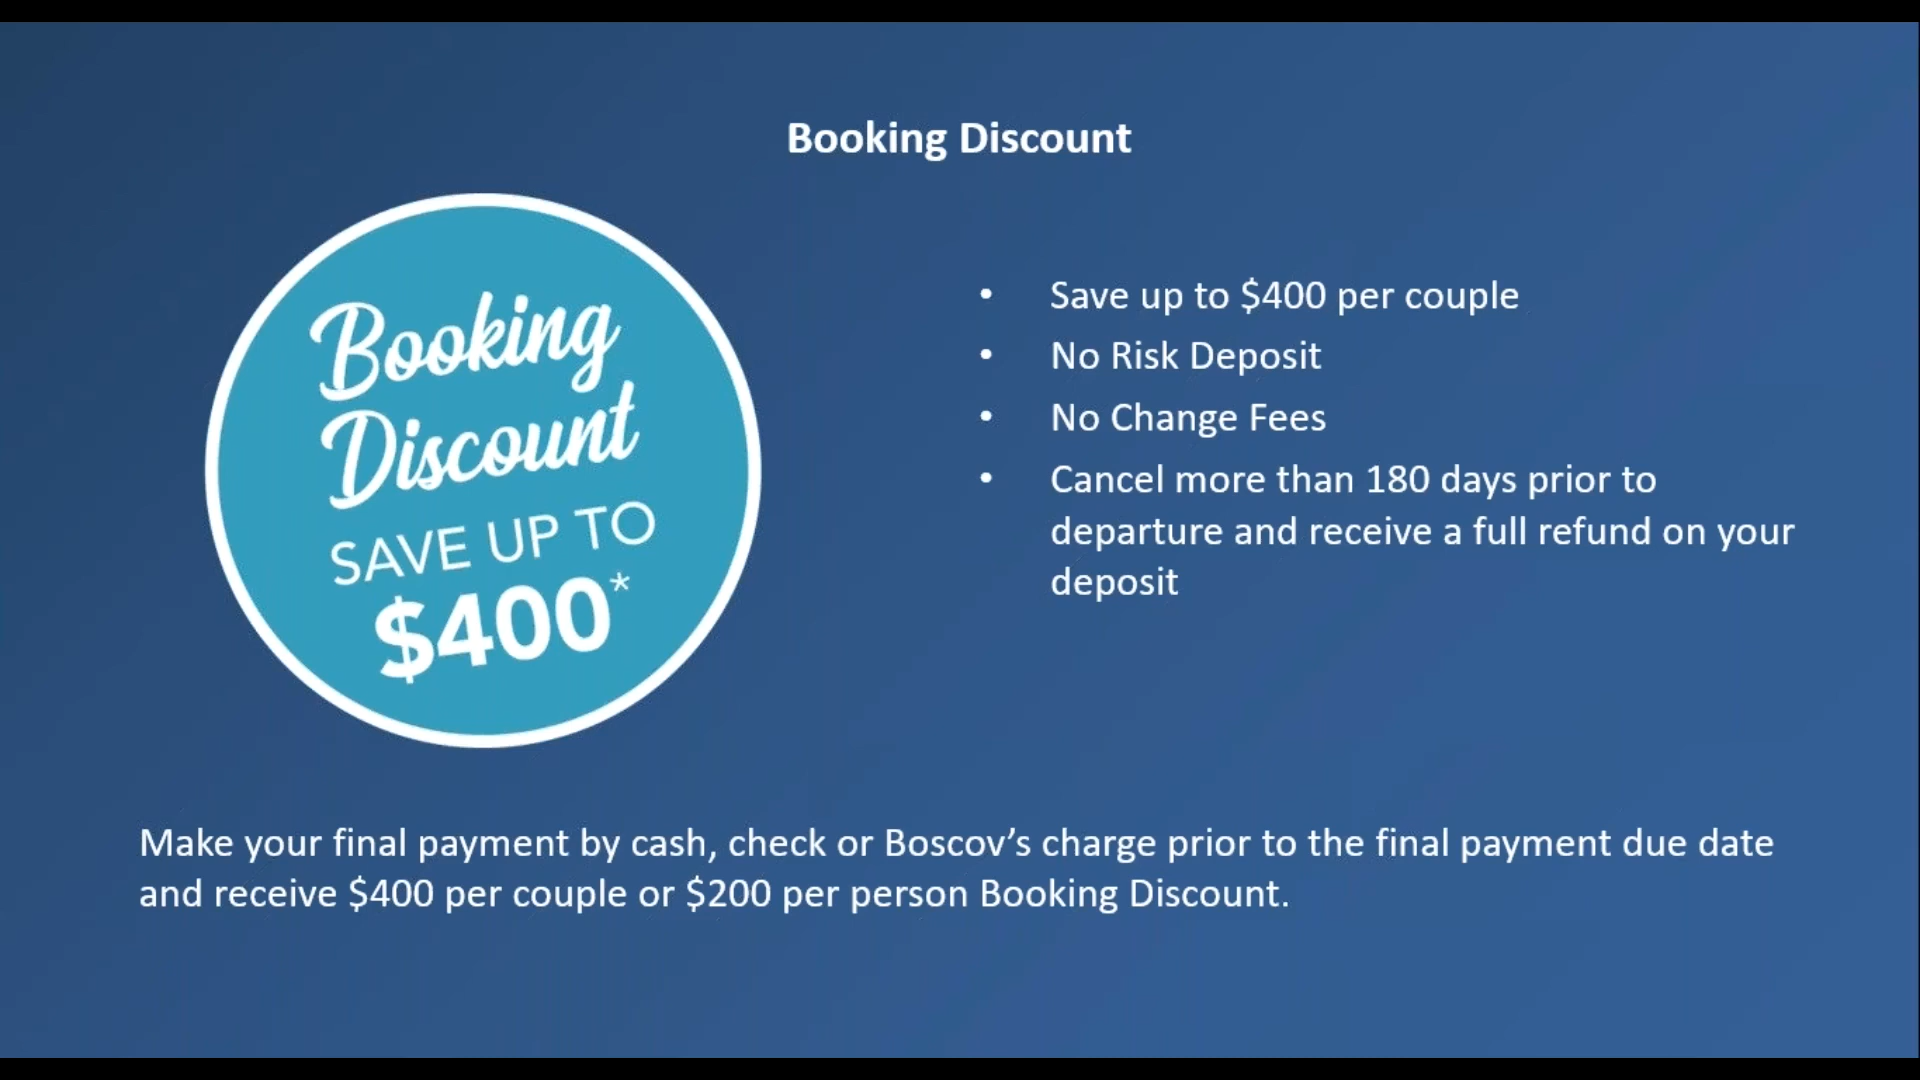 Booking Discount
Booking
Discount
SAVE UP TO
$400*
• Save up to $400 per couple
• No Risk Deposit
• No Change Fees
• Cancel more than 180 days prior to
departure and receive a full refund on your
deposit
Make your final payment by cash, check or Boscov’s charge prior to the final payment due date
and receive $400 per couple or $200 per person Booking Discount.